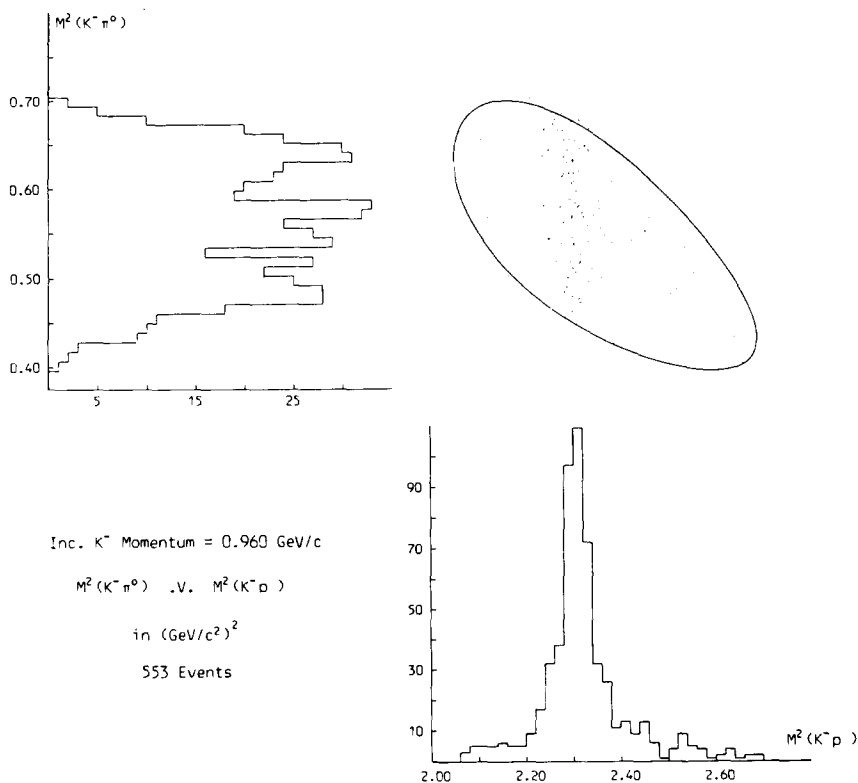 M²(K⁻π⁰)
0.70
0.60
0.50
0.40
5 15 25
Inc. K⁻ Momentum = 0.960 GeV/c
M²(K⁻π⁰) .V. M²(K⁻p)
in (GeV/c²)²
553 Events
90
70
50
30
10
M²(K⁻p)
2.00 2.20 2.40 2.60